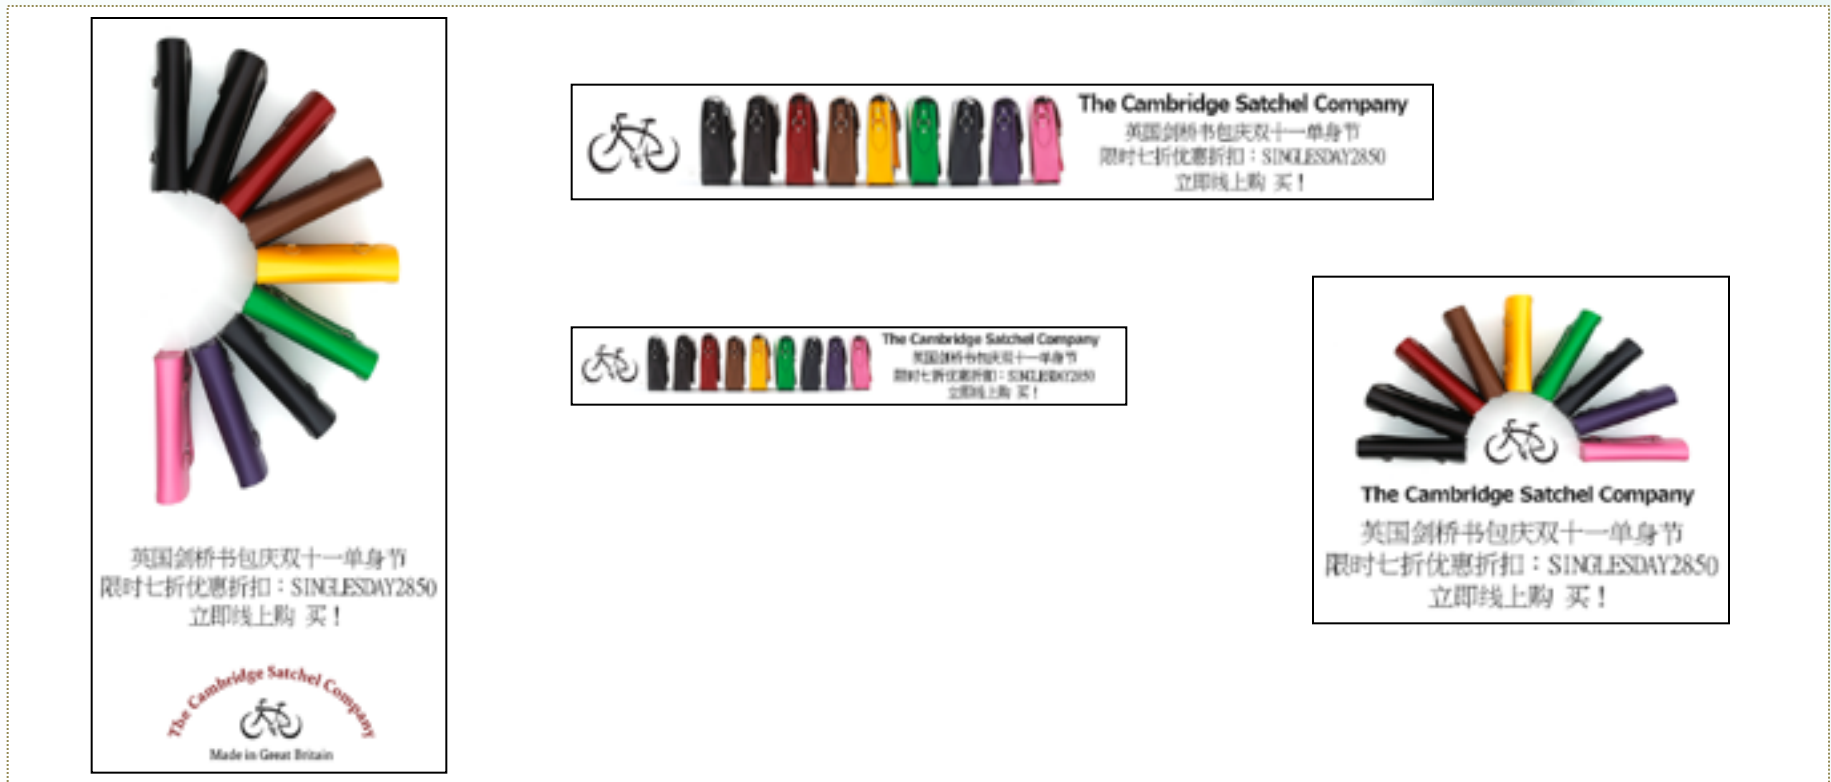 英国剑桥书包庆双十一单身节
限时七折优惠折扣：SINGLESDAY2850
立即线上购 买！
The Cambridge Satchel Company
Made in Great Britain
The Cambridge Satchel Company
英国剑桥书包庆双十一单身节
限时七折优惠折扣：SINGLESDAY2850
立即线上购 买！
The Cambridge Satchel Company
英国剑桥书包庆双十一单身节
限时七折优惠折扣：SINGLESDAY2850
立即线上购 买！
The Cambridge Satchel Company
英国剑桥书包庆双十一单身节
限时七折优惠折扣：SINGLESDAY2850
立即线上购 买！